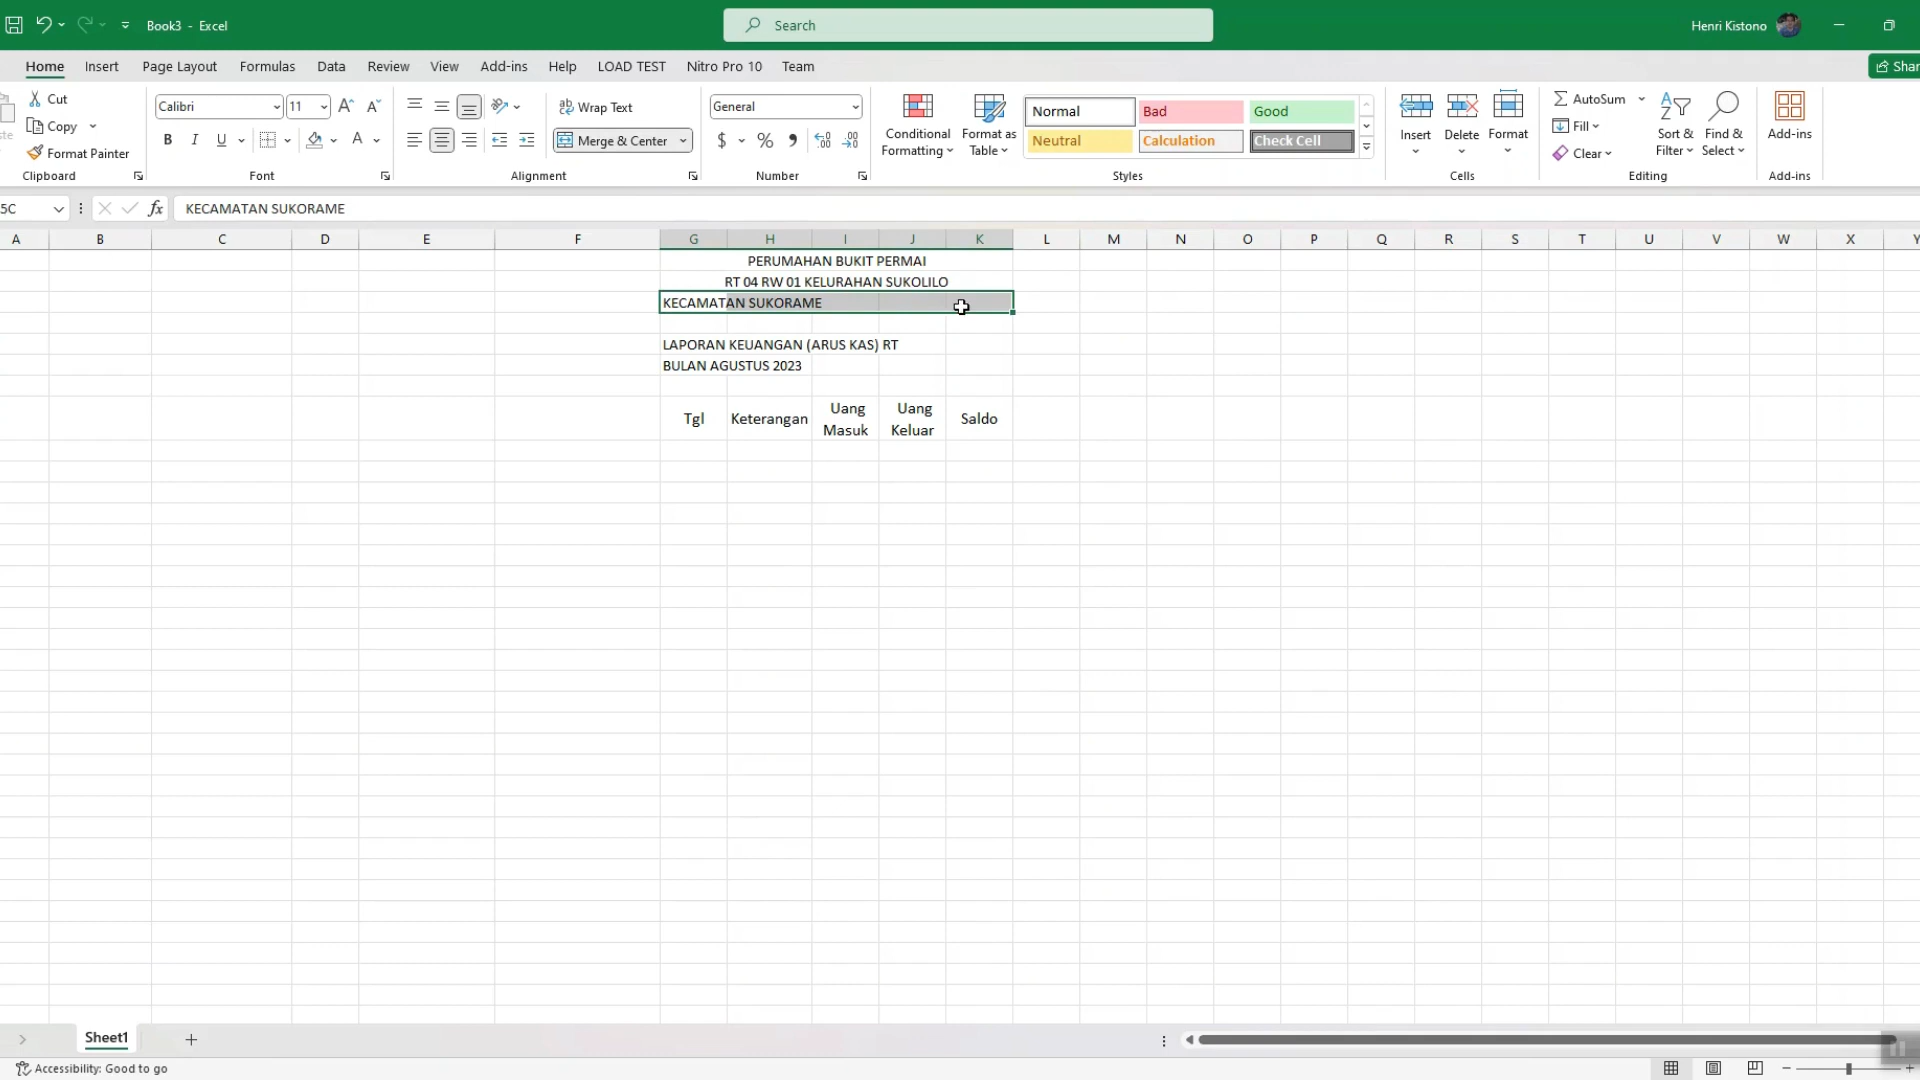 Book3 - Excel
Search
Henri Kistono
Home Insert Page Layout Formulas Data Review View Add-ins Help LOAD TEST Nitro Pro 10 Team
Cut
Copy
Format Painter
Clipboard
Calibri 11
B I U
Font
Wrap Text
Merge & Center
Alignment
General
$ %
Number
Conditional Formatting
Format as Table
Normal Bad Good
Neutral Calculation Check Cell
Styles
Insert Delete Format
Cells
AutoSum
Fill
Clear
Sort & Filter
Find & Select
Editing
Add-ins
Add-ins
5C
fx KECAMATAN SUKORAME
A B C D E F G H I J K L M N O P Q R S T U V W X Y
PERUMAHAN BUKIT PERMAI
RT 04 RW 01 KELURAHAN SUKOLILO
KECAMATAN SUKORAME
LAPORAN KEUANGAN (ARUS KAS) RT
BULAN AGUSTUS 2023
Tgl Keterangan Uang Masuk Uang Keluar Saldo
Sheet1
Accessibility: Good to go